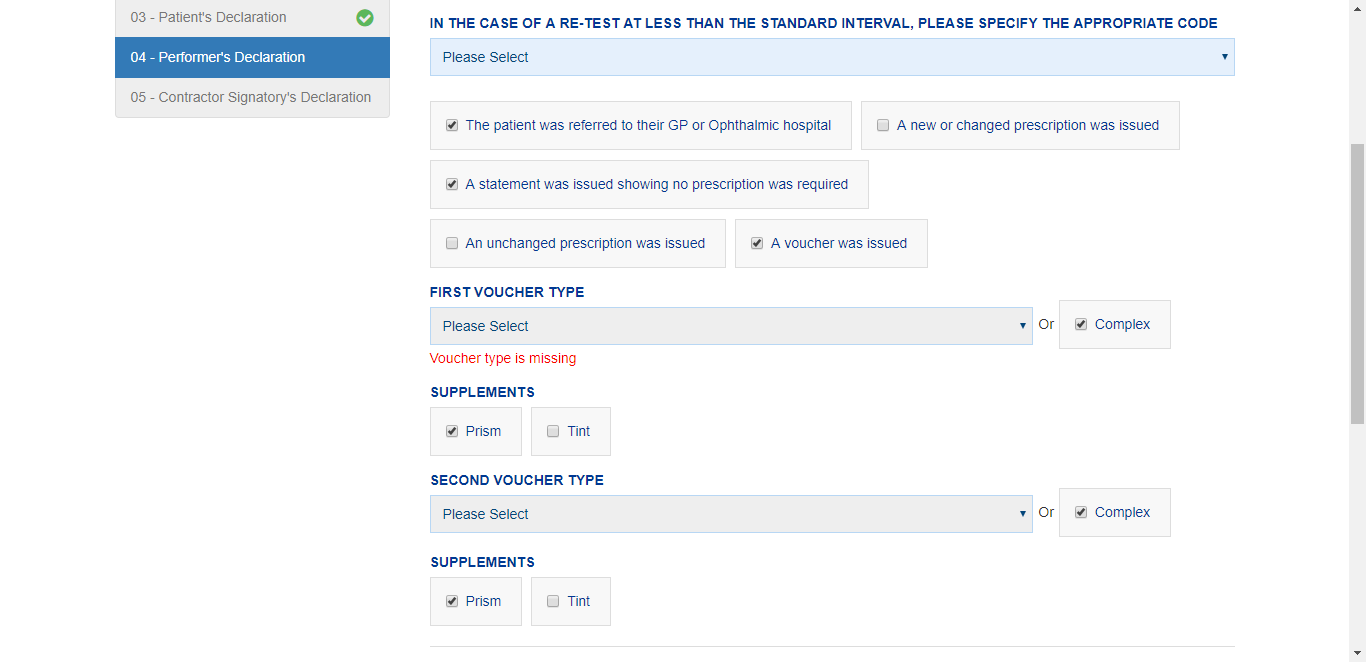 03 - Patient's Declaration
04 - Performer's Declaration
05 - Contractor Signatory's Declaration
IN THE CASE OF A RE-TEST AT LESS THAN THE STANDARD INTERVAL, PLEASE SPECIFY THE APPROPRIATE CODE
Please Select
The patient was referred to their GP or Ophthalmic hospital
A new or changed prescription was issued
A statement was issued showing no prescription was required
An unchanged prescription was issued
A voucher was issued
FIRST VOUCHER TYPE
Please Select
Or
Complex
Voucher type is missing
SUPPLEMENTS
Prism
Tint
SECOND VOUCHER TYPE
Please Select
Or
Complex
SUPPLEMENTS
Prism
Tint